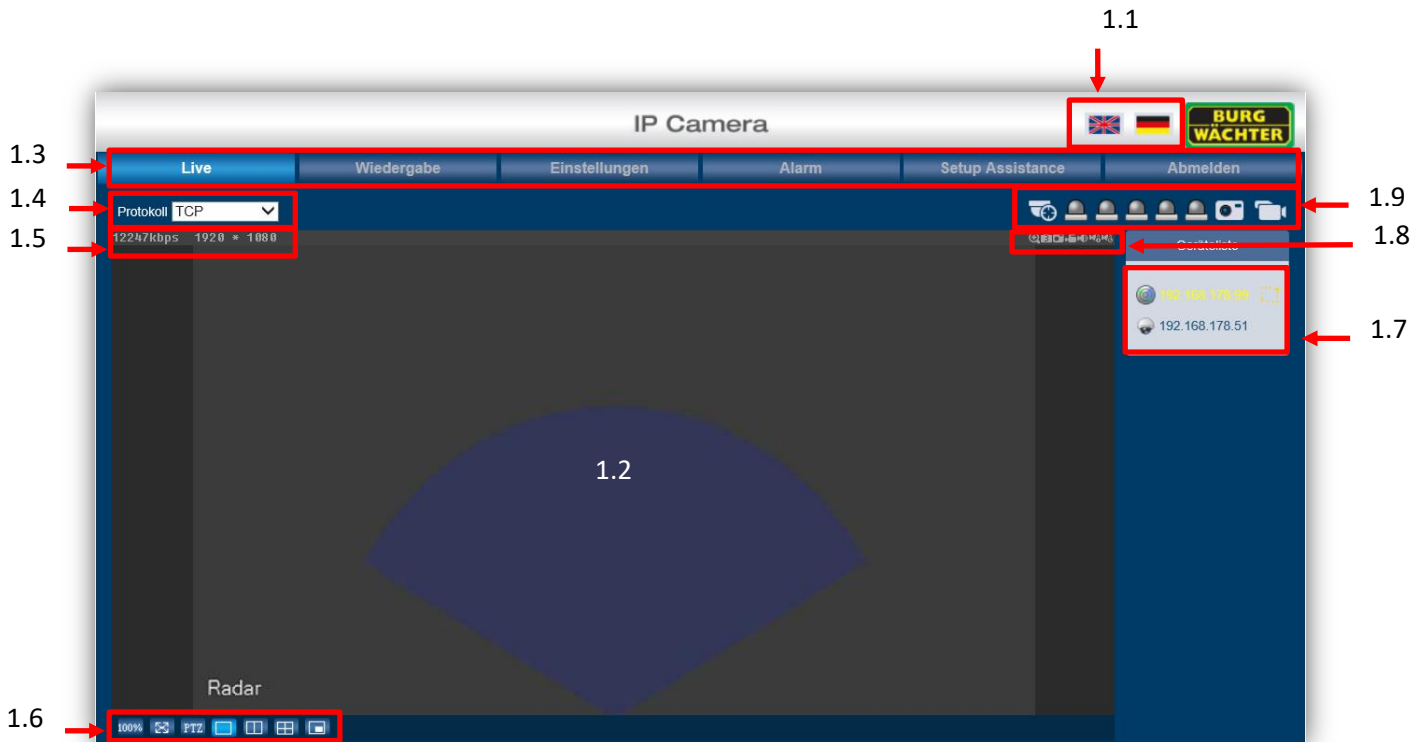 1.1
IP Camera
BURG
WÄCHTER
1.3
Live Wiedergabe Einstellungen Alarm Setup Assistance Abmelden
1.4
Protokoll TCP
1.9
1.5
12247kbps 1920 * 1080
1.8
Geräteliste
192.168.178.51
1.7
1.2
Radar
1.6
100% PTZ